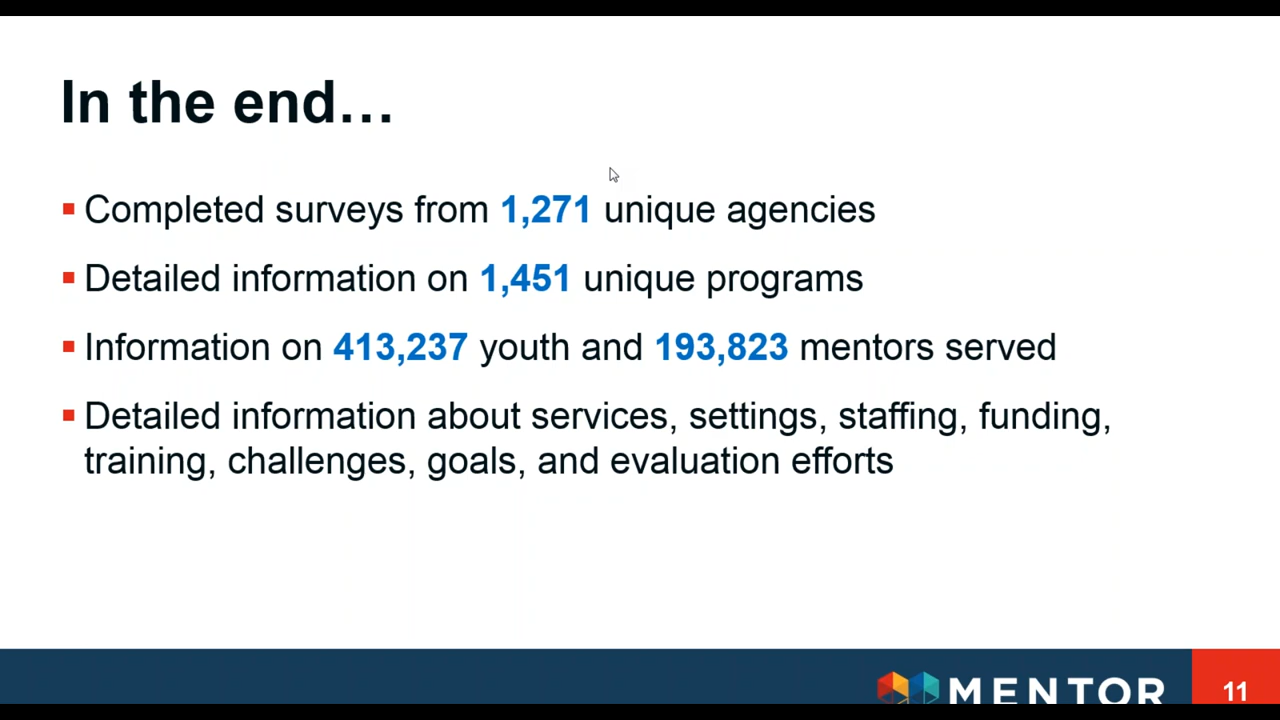 In the end…
Completed surveys from 1,271 unique agencies
Detailed information on 1,451 unique programs
Information on 413,237 youth and 193,823 mentors served
Detailed information about services, settings, staffing, funding,
training, challenges, goals, and evaluation efforts
MENTOR
11